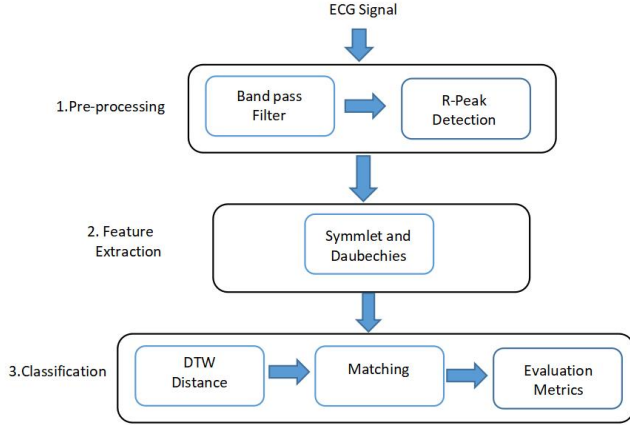 ECG Signal
1.Pre-processing
Band pass
Filter
R-Peak
Detection
2. Feature
Extraction
Symmlet and
Daubechies
3.Classification
DTW
Distance
Matching
Evaluation
Metrics